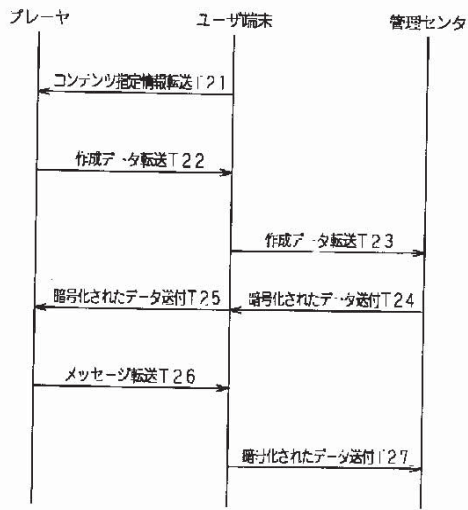 プレーヤ ユーザ端末 管理センタ
コンテンツ指定情報転送T21
作成データ転送T22
作成データ転送T23
暗号化されたデータ送付T25 暗号化されたデータ送付T24
メッセージ転送T26
暗号化されたデータ送付T27